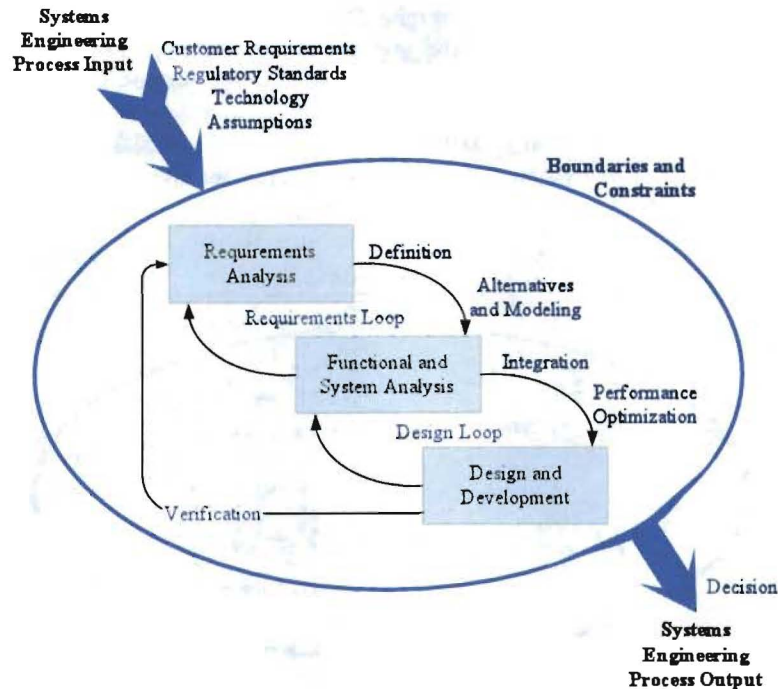 Systems
Engineering
Process Input
Customer Requirements
Regulatory Standards
Technology
Assumptions
Boundaries and
Constraints
Requirements
Analysis
Definition
Alternatives
and Modeling
Requirements Loop
Functional and
System Analysis
Integration
Performance
Optimization
Design Loop
Design and
Development
Verification
Decision
Systems
Engineering
Process Output